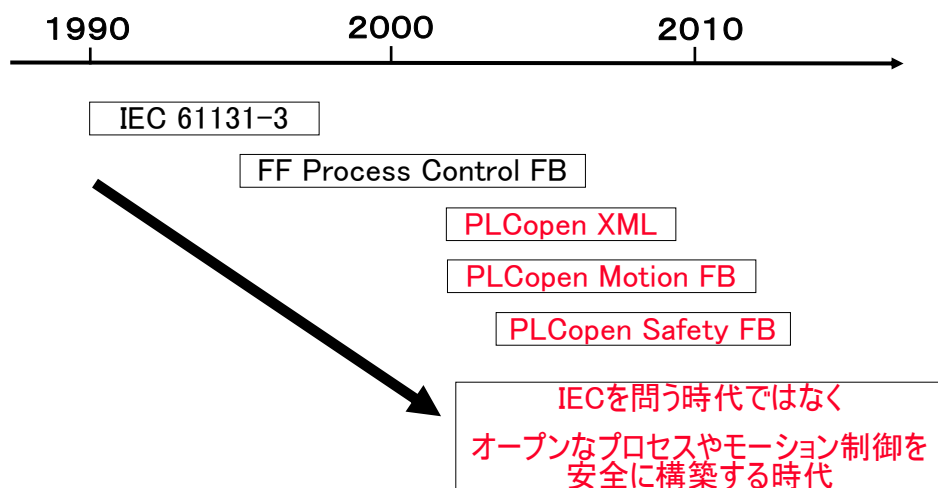 1990 2000 2010
IEC 61131-3
FF Process Control FB
PLCopen XML
PLCopen Motion FB
PLCopen Safety FB
IECを問う時代ではなく
オープンなプロセスやモーション制御を
安全に構築する時代